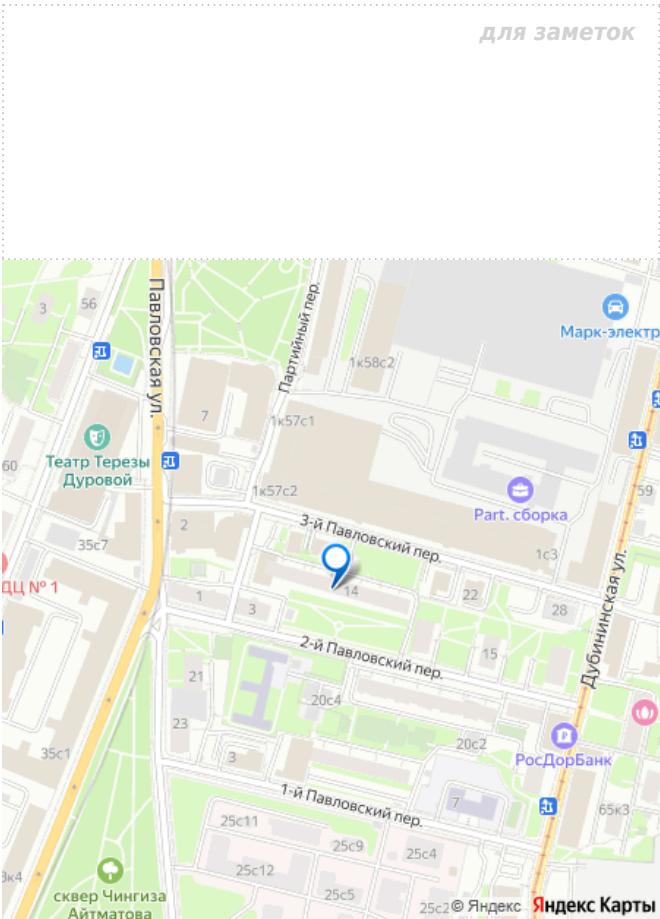 для заметок
3
56
Павловская ул.
Партийный пер.
Марк-электр
1к58с2
7
1к57с1
Театр Терезы
Дуровой
60
59
1к57с2
Part. сборка
2
3-й Павловский пер.
35с7
1с3
ДЦ № 1
14
22
1
3
28
Дубининская ул.
2-й Павловский пер.
15
21
20с4
23
20с2
35с1
3
РосДорБанк
1-й Павловский пер.
7
65к3
25с11
25с9
25с4
25с12
3к4
25с5
сквер Чингиза
Айтматова
25с2
© Яндекс Яндекс Карты